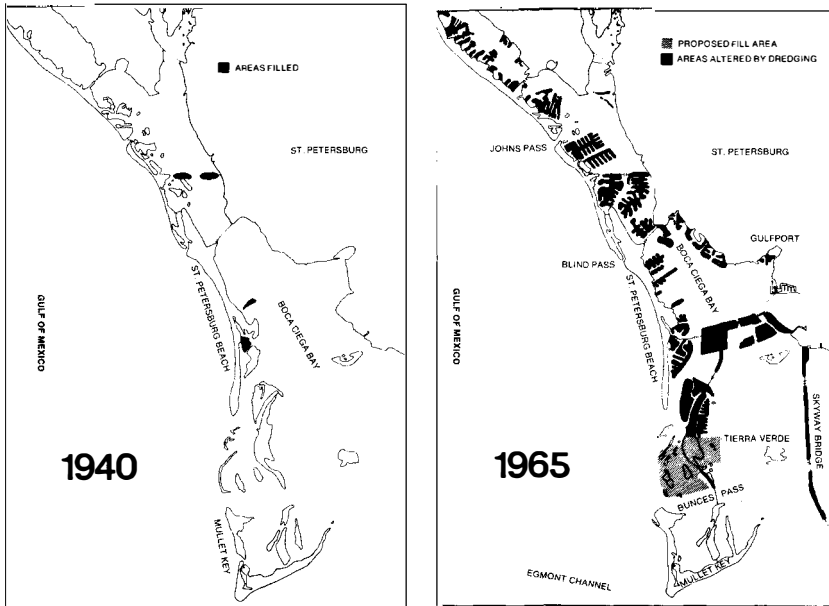 AREAS FILLED
ST. PETERSBURG
ST. PETERSBURG BEACH
BOCA CIEGA BAY
GULF OF MEXICO
1940
MULLET KEY
PROPOSED FILL AREA
AREAS ALTERED BY DREDGING
JOHNS PASS
ST. PETERSBURG
GULFPORT
BLIND PASS
BOCA CIEGA BAY
ST. PETERSBURG BEACH
GULF OF MEXICO
SKYWAY BRIDGE
TIERRA VERDE
1965
BUNCES PASS
MULLET KEY
EGMONT CHANNEL